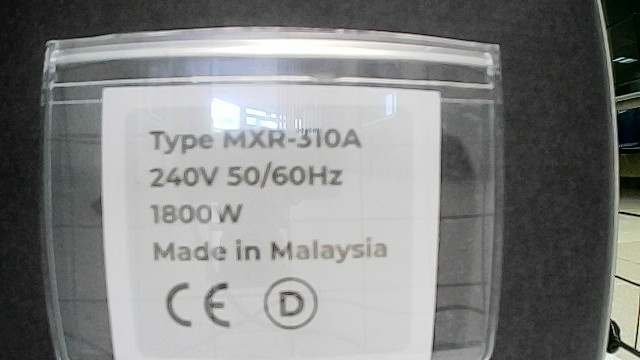 Type MXR-310A
240V 50/60Hz
1800W
Made in Malaysia
CE D